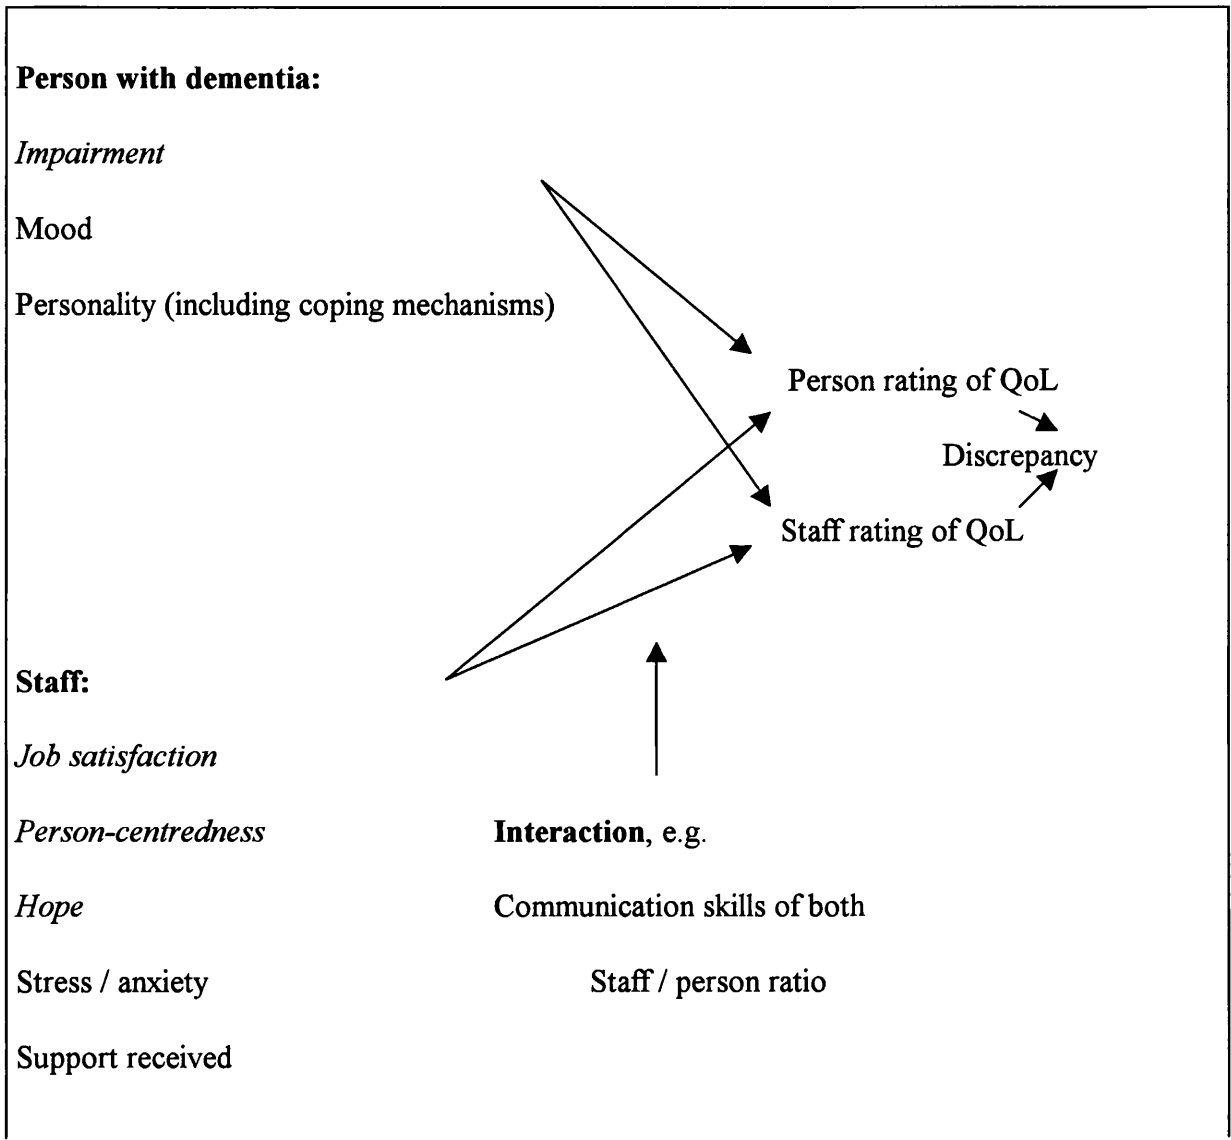 Person with dementia:
Impairment
Mood
Personality (including coping mechanisms)
Person rating of QoL
Discrepancy
Staff rating of QoL
Staff:
Job satisfaction
Person-centredness
Interaction, e.g.
Hope
Communication skills of both
Stress / anxiety
Staff / person ratio
Support received